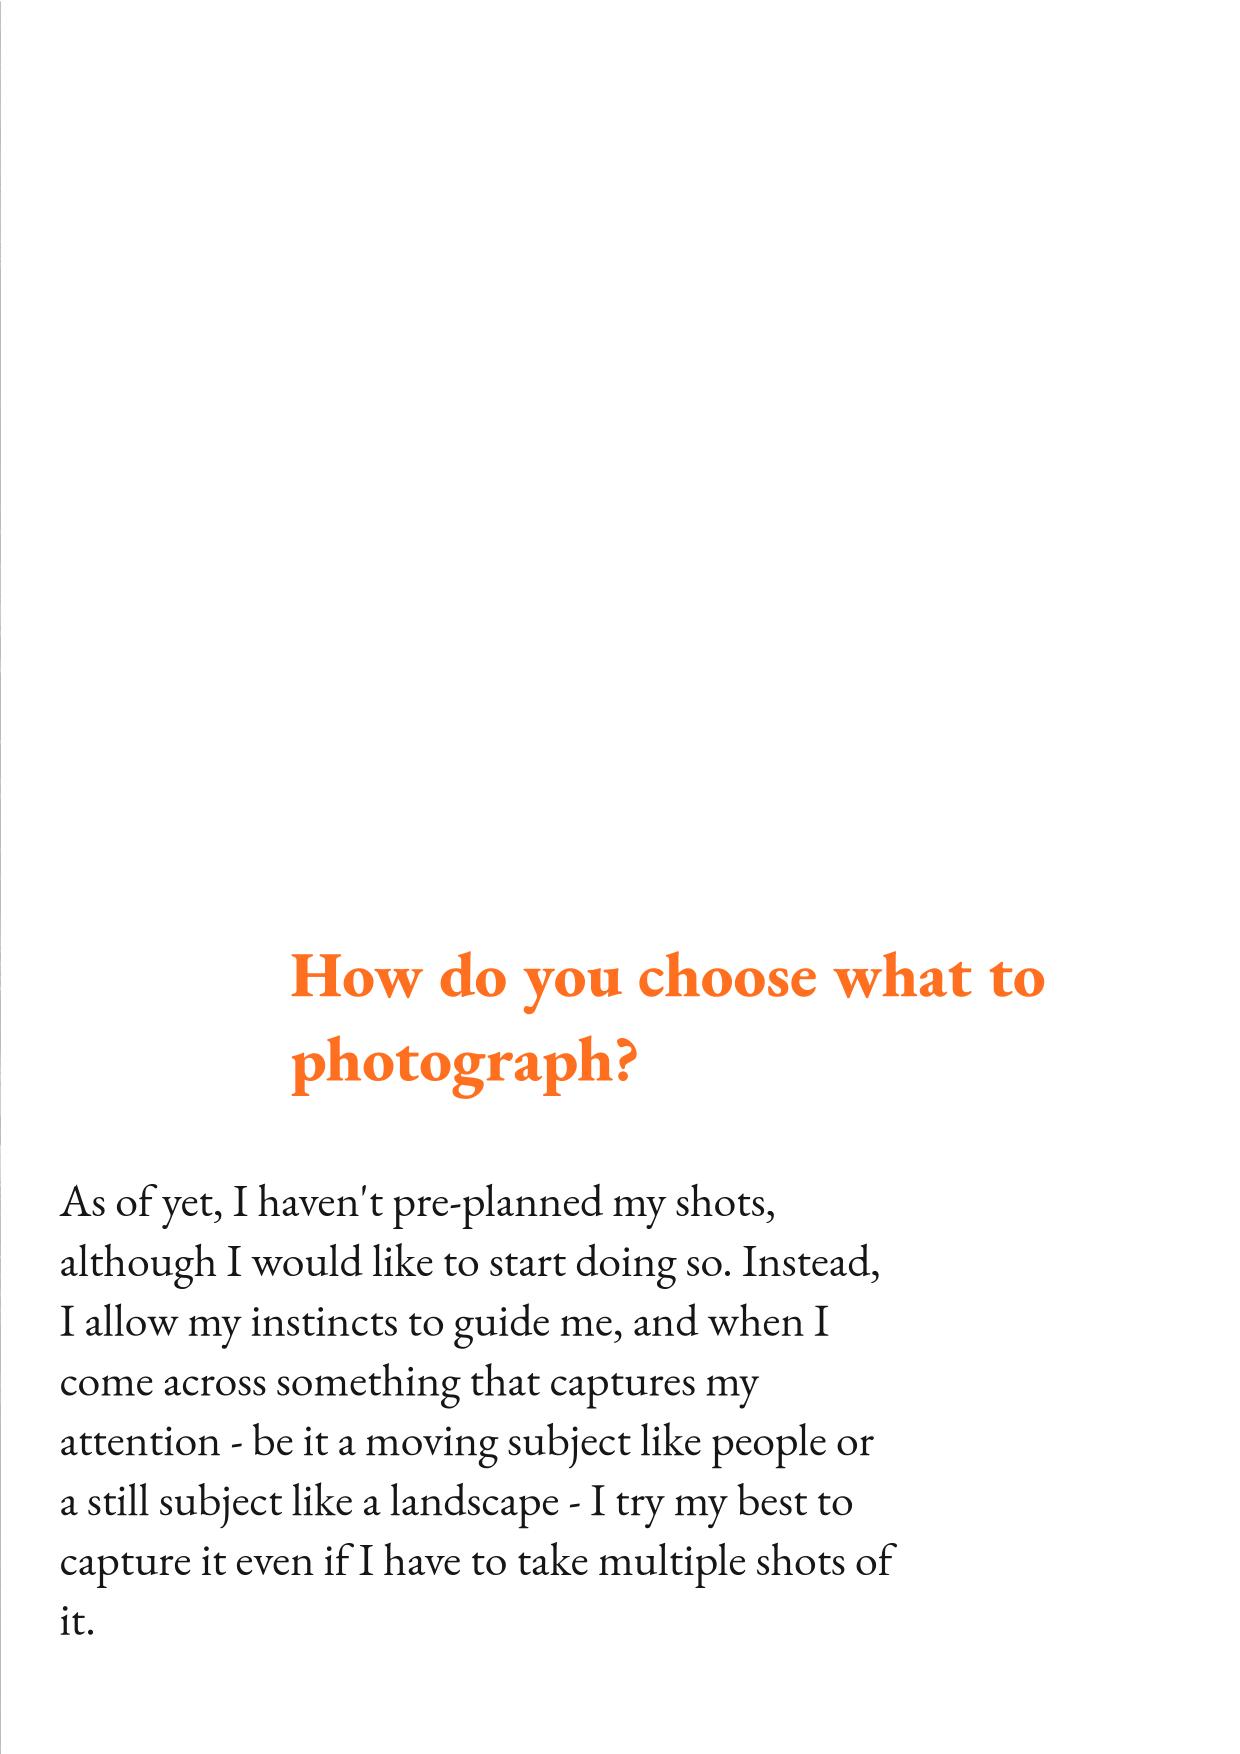 How do you choose what to
photograph?
As of yet, I haven't pre-planned my shots,
although I would like to start doing so. Instead,
I allow my instincts to guide me, and when I
come across something that captures my
attention - be it a moving subject like people or
a still subject like a landscape - I try my best to
capture it even if I have to take multiple shots of
it.